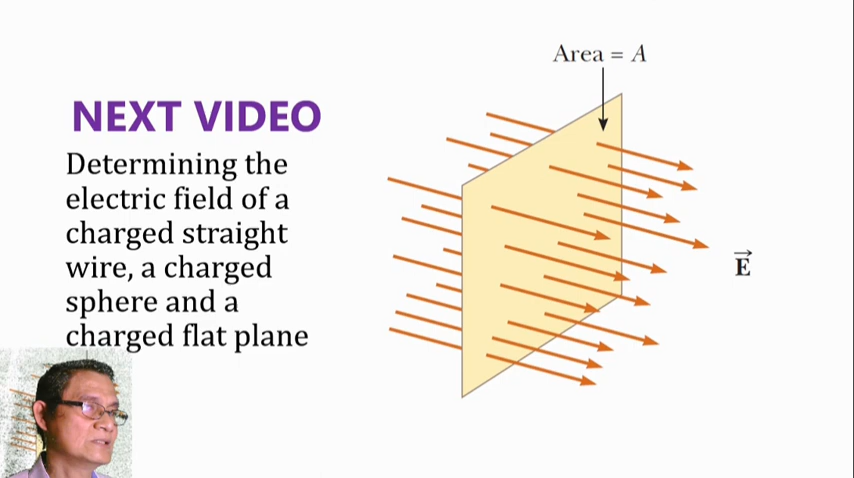 Area = A
NEXT VIDEO
Determining the
electric field of a
charged straight
wire, a charged
sphere and a
charged flat plane
E